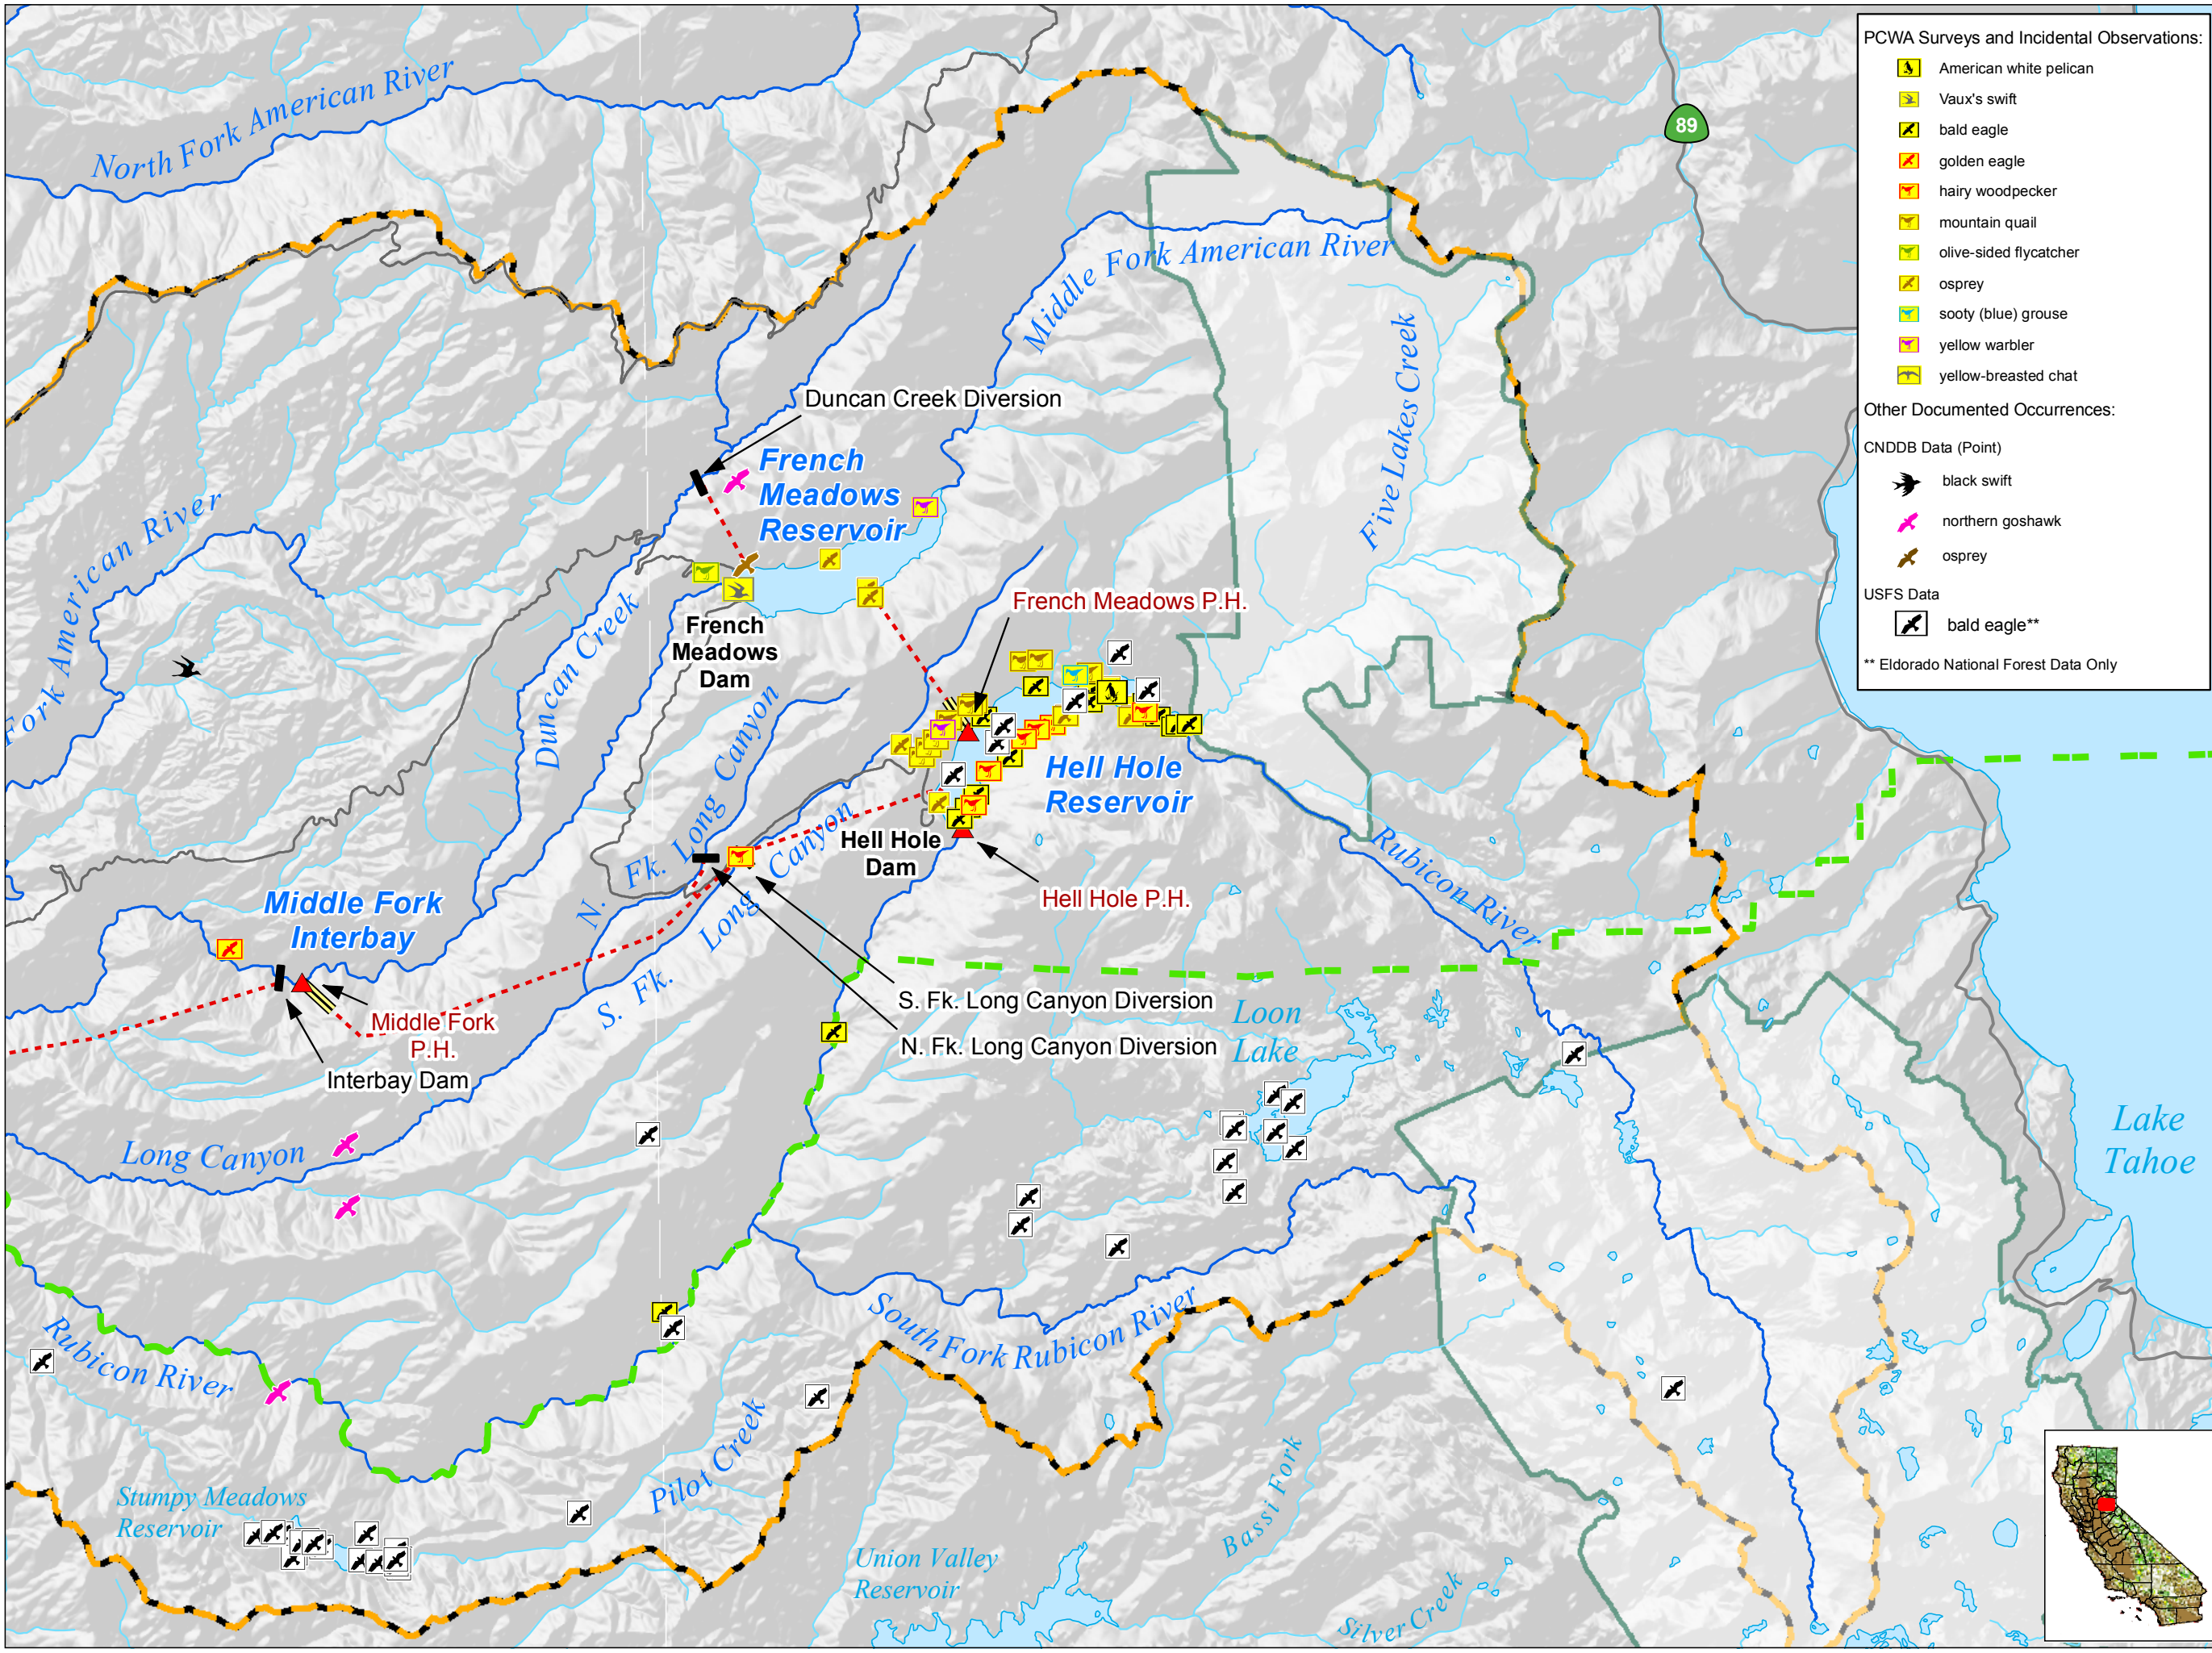 North Fork American River
89
Middle Fork American River
Five Lakes Creek
Duncan Creek Diversion
French
Meadows
Reservoir
Fork American River
French
Meadows
Dam
Duncan Creek
French Meadows P.H.
Hell Hole
Reservoir
N. Fk. Long Canyon
Hell Hole
Dam
Hell Hole P.H.
Rubicon River
Middle Fork
Interbay
S. Fk. Long Canyon
S. Fk. Long Canyon Diversion
N. Fk. Long Canyon Diversion
Middle Fork
P.H.
Interbay Dam
Loon
Lake
Long Canyon
Lake
Tahoe
South Fork Rubicon River
Rubicon River
Pilot Creek
Stumpy Meadows
Reservoir
Union Valley
Reservoir
Bassi Fork
Silver Creek
PCWA Surveys and Incidental Observations:
American white pelican
Vaux's swift
bald eagle
golden eagle
hairy woodpecker
mountain quail
olive-sided flycatcher
osprey
sooty (blue) grouse
yellow warbler
yellow-breasted chat
Other Documented Occurrences:
CNDDB Data (Point)
black swift
northern goshawk
osprey
USFS Data
bald eagle**
** Eldorado National Forest Data Only